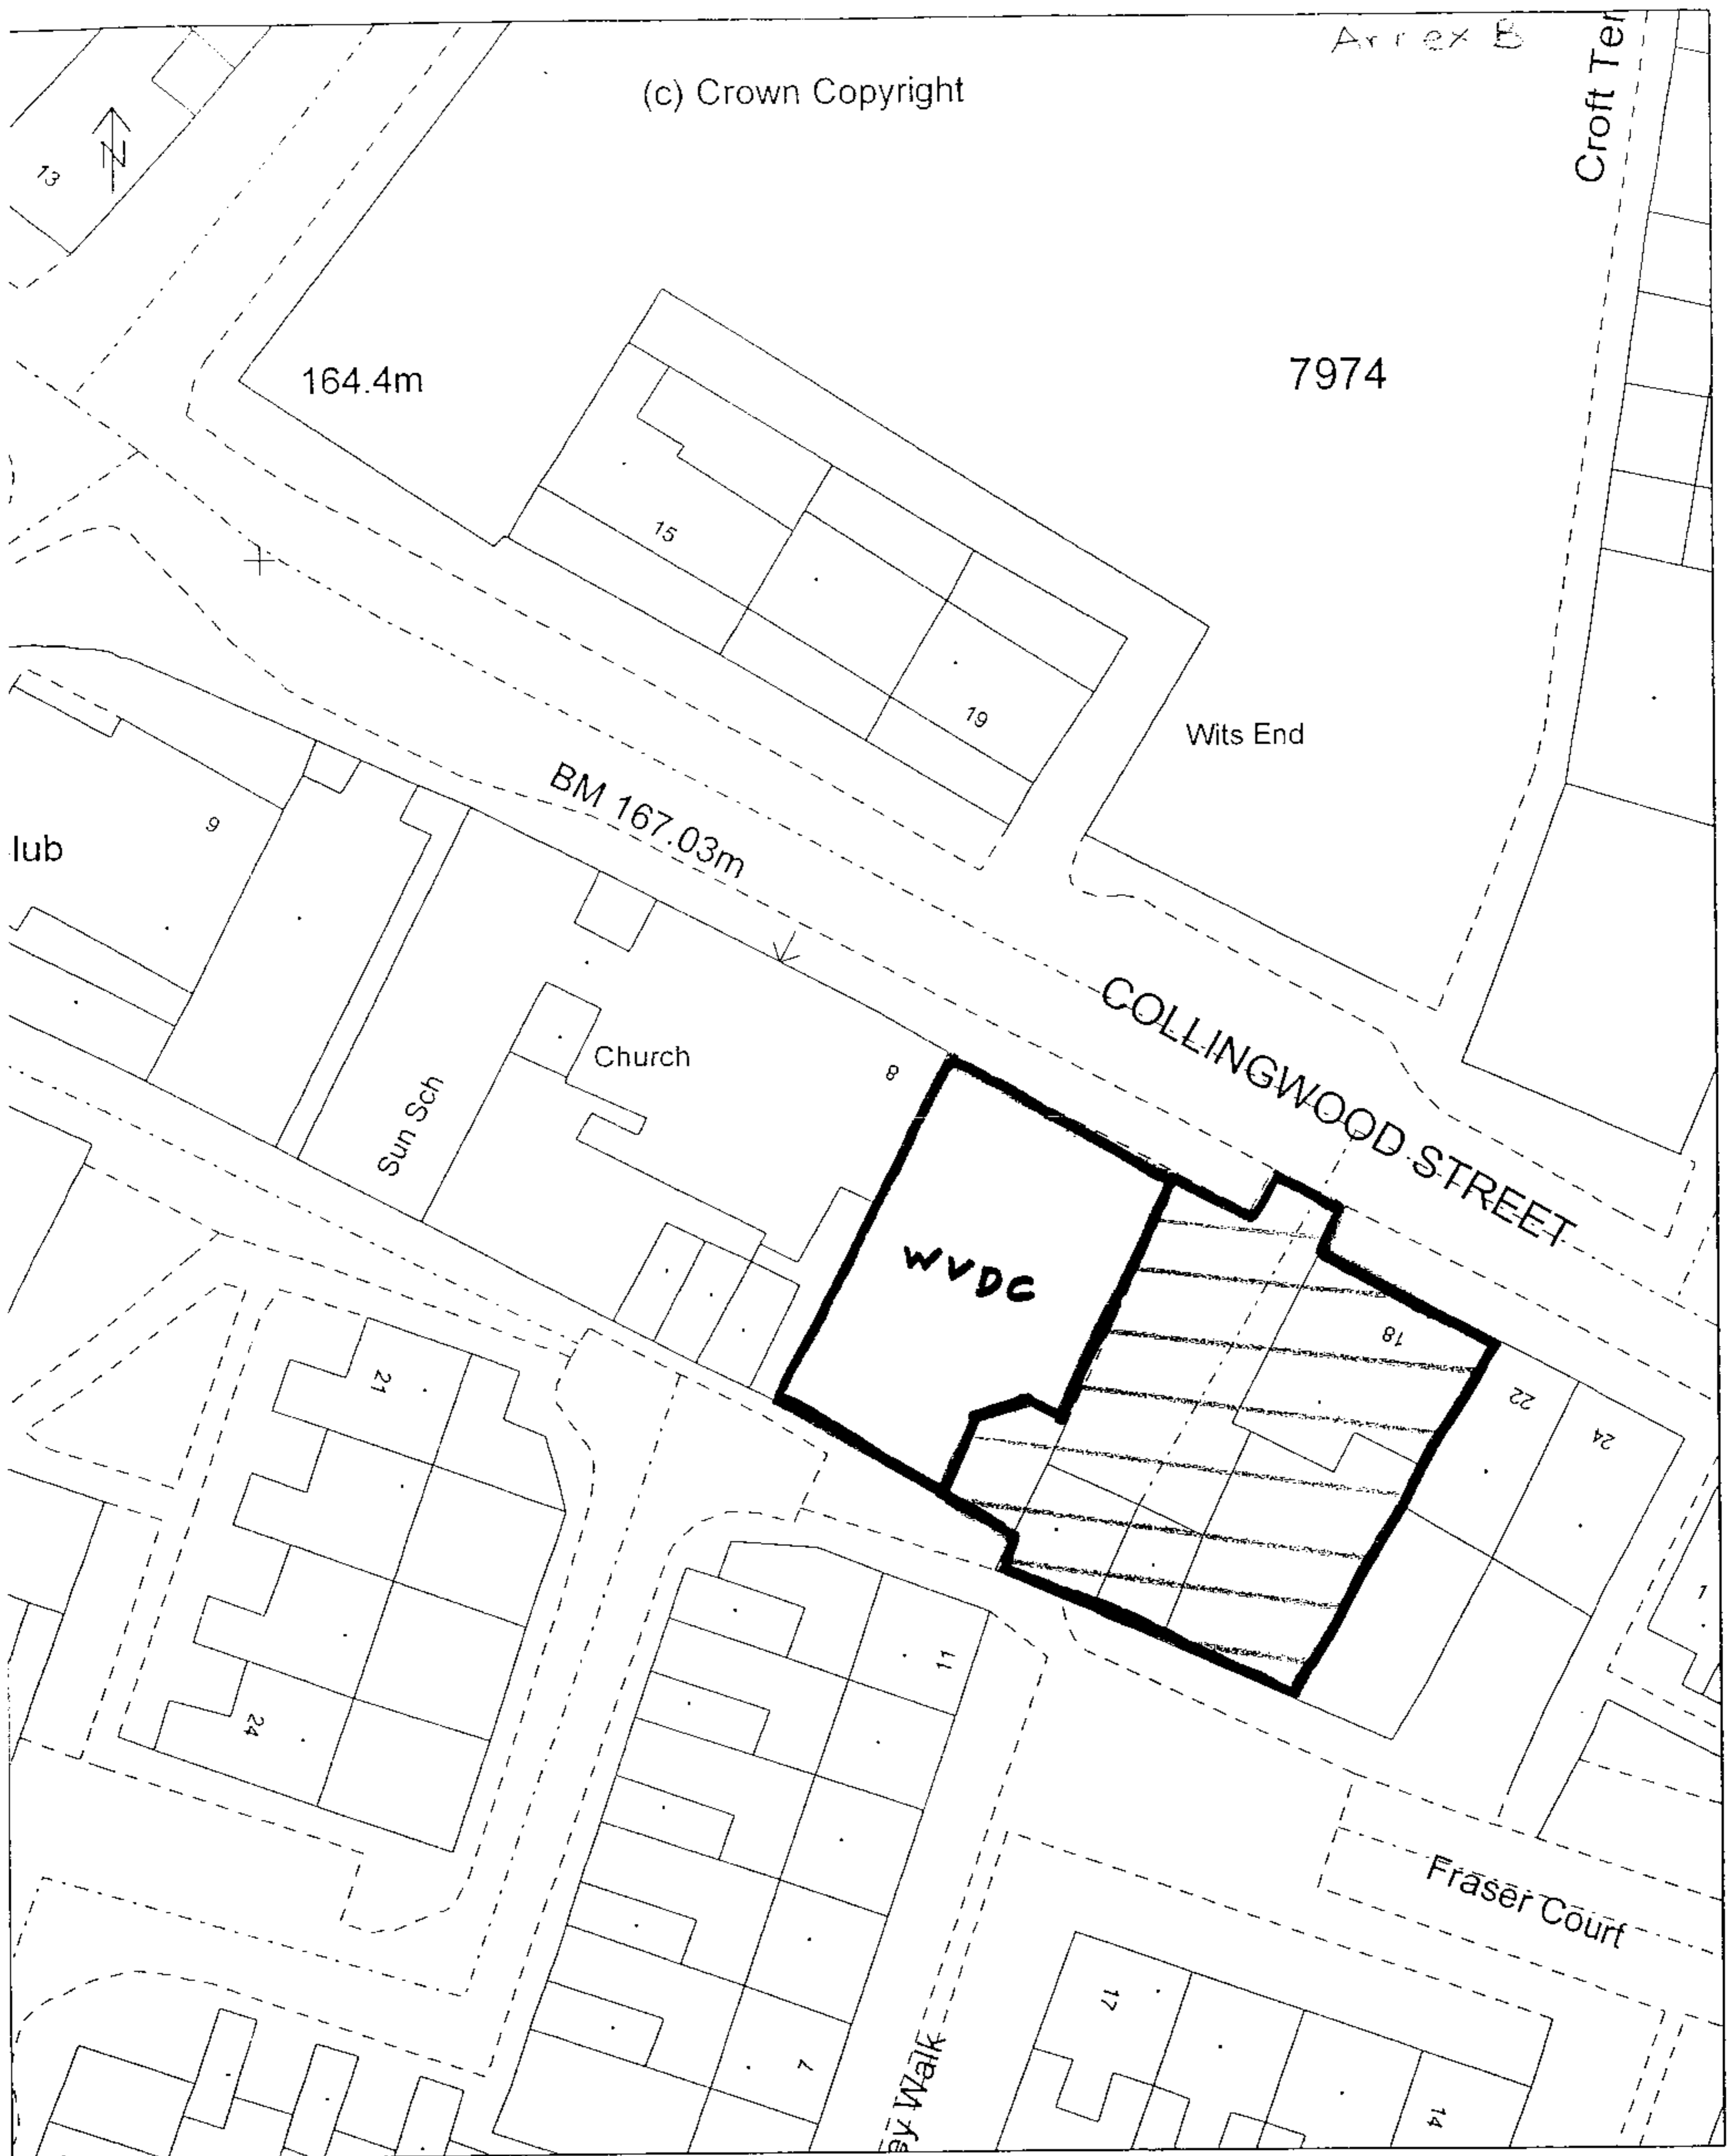 Annex B
(c) Crown Copyright
Croft Ter
N
13
164.4m
7974
15
19
Wits End
BM 167.03m
lub
9
COLLINGWOOD STREET
Church
8
Sun Sch
WVDC
18
22
24
21
1
11
24
Fraser Court
17
ey Walk
14